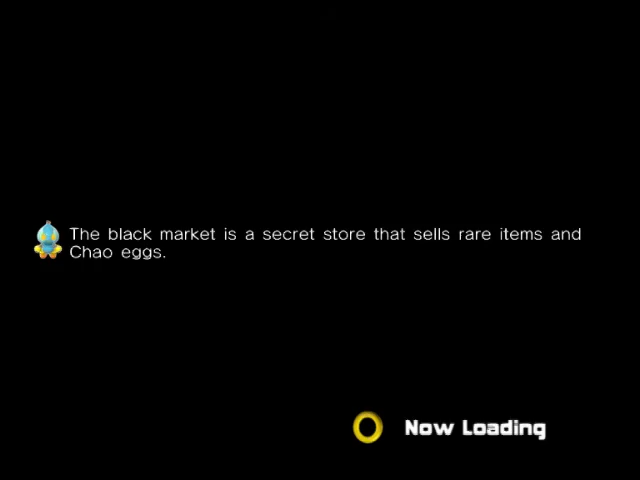 The black market is a secret store that sells rare items and
Chao eggs.
Now Loading